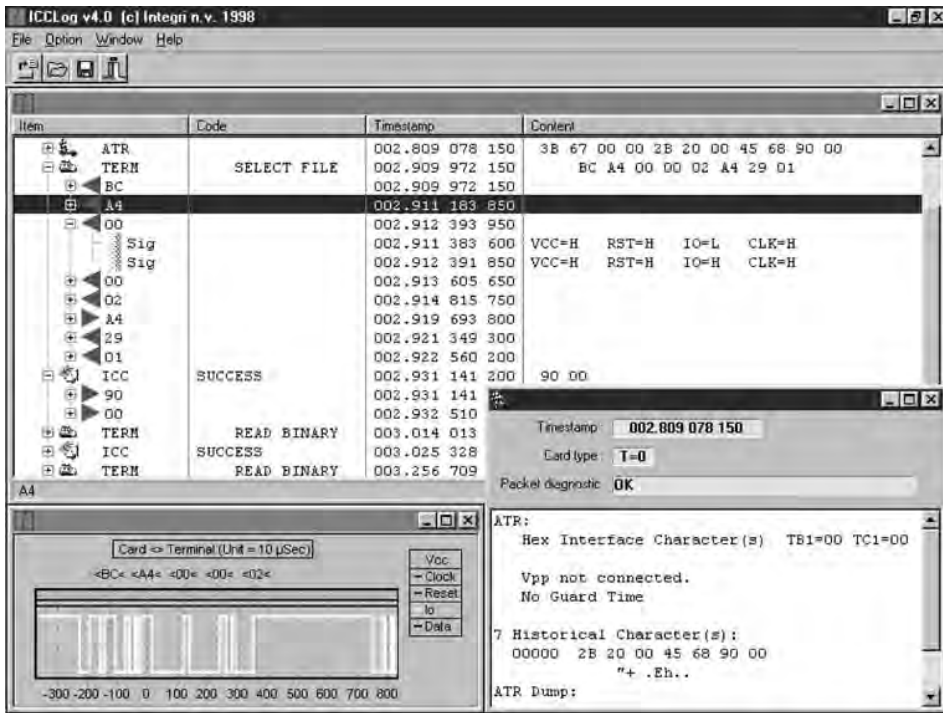 ICCLog v4.0 (c) Integri n.v. 1998
File Option Window Help
Item Code Timestamp Content
ATR 002.809 078 150 3B 67 00 00 2B 20 00 45 68 90 00
TERM SELECT FILE 002.909 972 150 BC A4 00 00 02 A4 29 01
BC 002.909 972 150
A4 002.911 183 850
00 002.912 393 950
Sig 002.911 383 600 VCC=H RST=H IO=L CLK=H
Sig 002.912 391 850 VCC=H RST=H IO=H CLK=H
00 002.913 605 650
02 002.914 815 750
A4 002.919 693 800
29 002.921 349 300
01 002.922 560 200
ICC SUCCESS 002.931 141 200 90 00
90 002.931 141
00 002.932 510
TERM READ BINARY 003.014 013
ICC SUCCESS 003.025 328
TERM READ BINARY 003.256 709
A4
Timestamp: 002.809 078 150
Card type: T=0
Packet diagnostic OK
Card <> Terminal (Unit = 10 µSec)
<BC< <A4< <00< <00< <02<
Vcc
Clock
Reset
Io
Data
-300 -200 -100 0 100 200 300 400 500 600 700 800
ATR:
Hex Interface Character(s) TB1=00 TC1=00
Vpp not connected.
No Guard Time
7 Historical Character(s):
00000 2B 20 00 45 68 90 00
"+ .Eh..
ATR Dump: